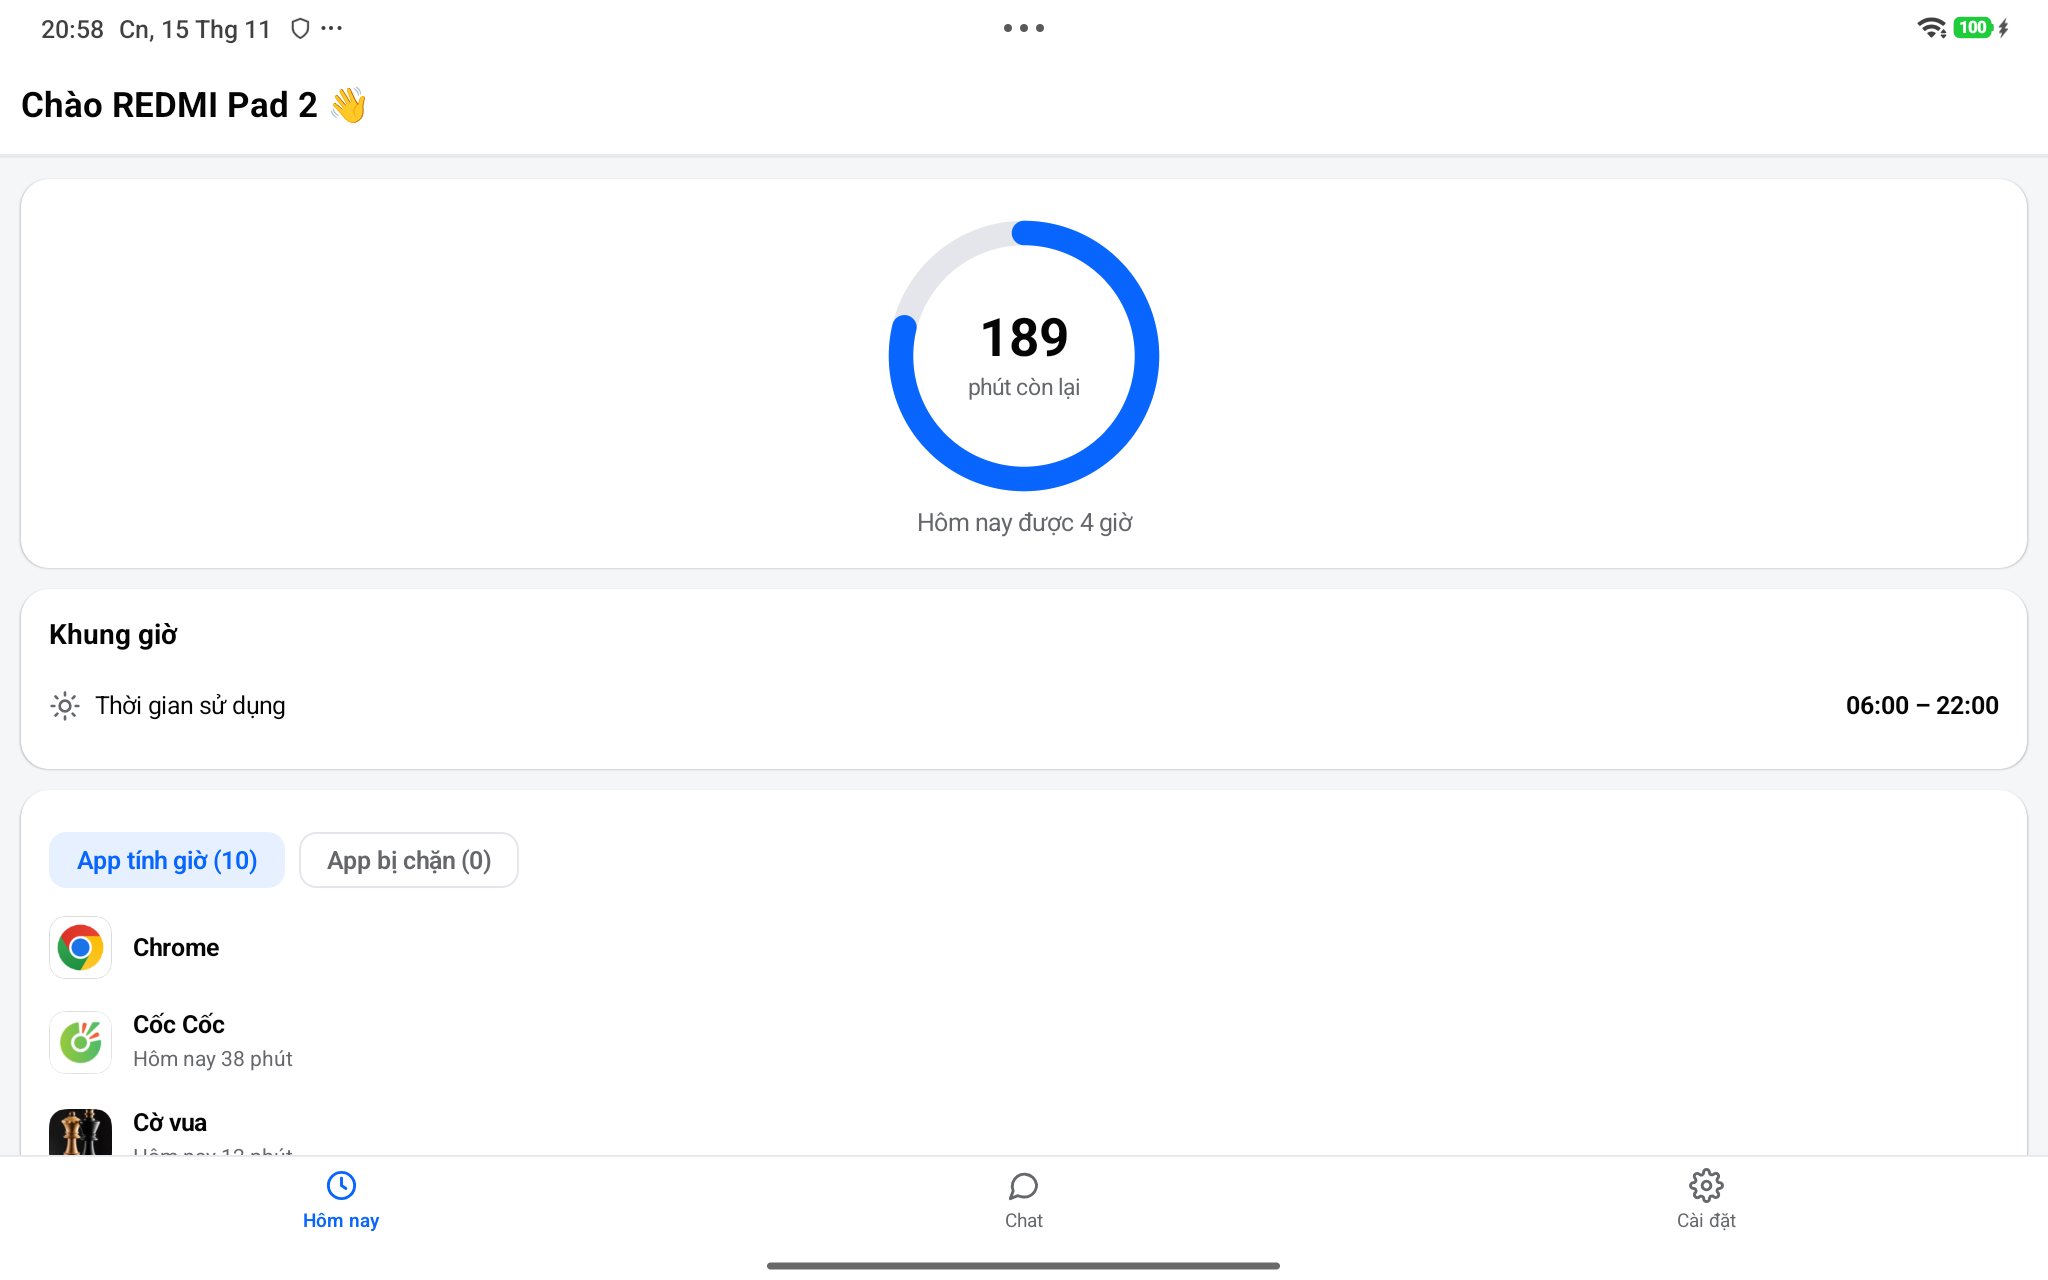 20:58 Cn, 15 Thg 11
100
Chào REDMI Pad 2 👋
189
phút còn lại
Hôm nay được 4 giờ
Khung giờ
Thời gian sử dụng
06:00 – 22:00
App tính giờ (10)
App bị chặn (0)
Chrome
Cốc Cốc
Hôm nay 38 phút
Cờ vua
Hôm nay
Chat
Cài đặt